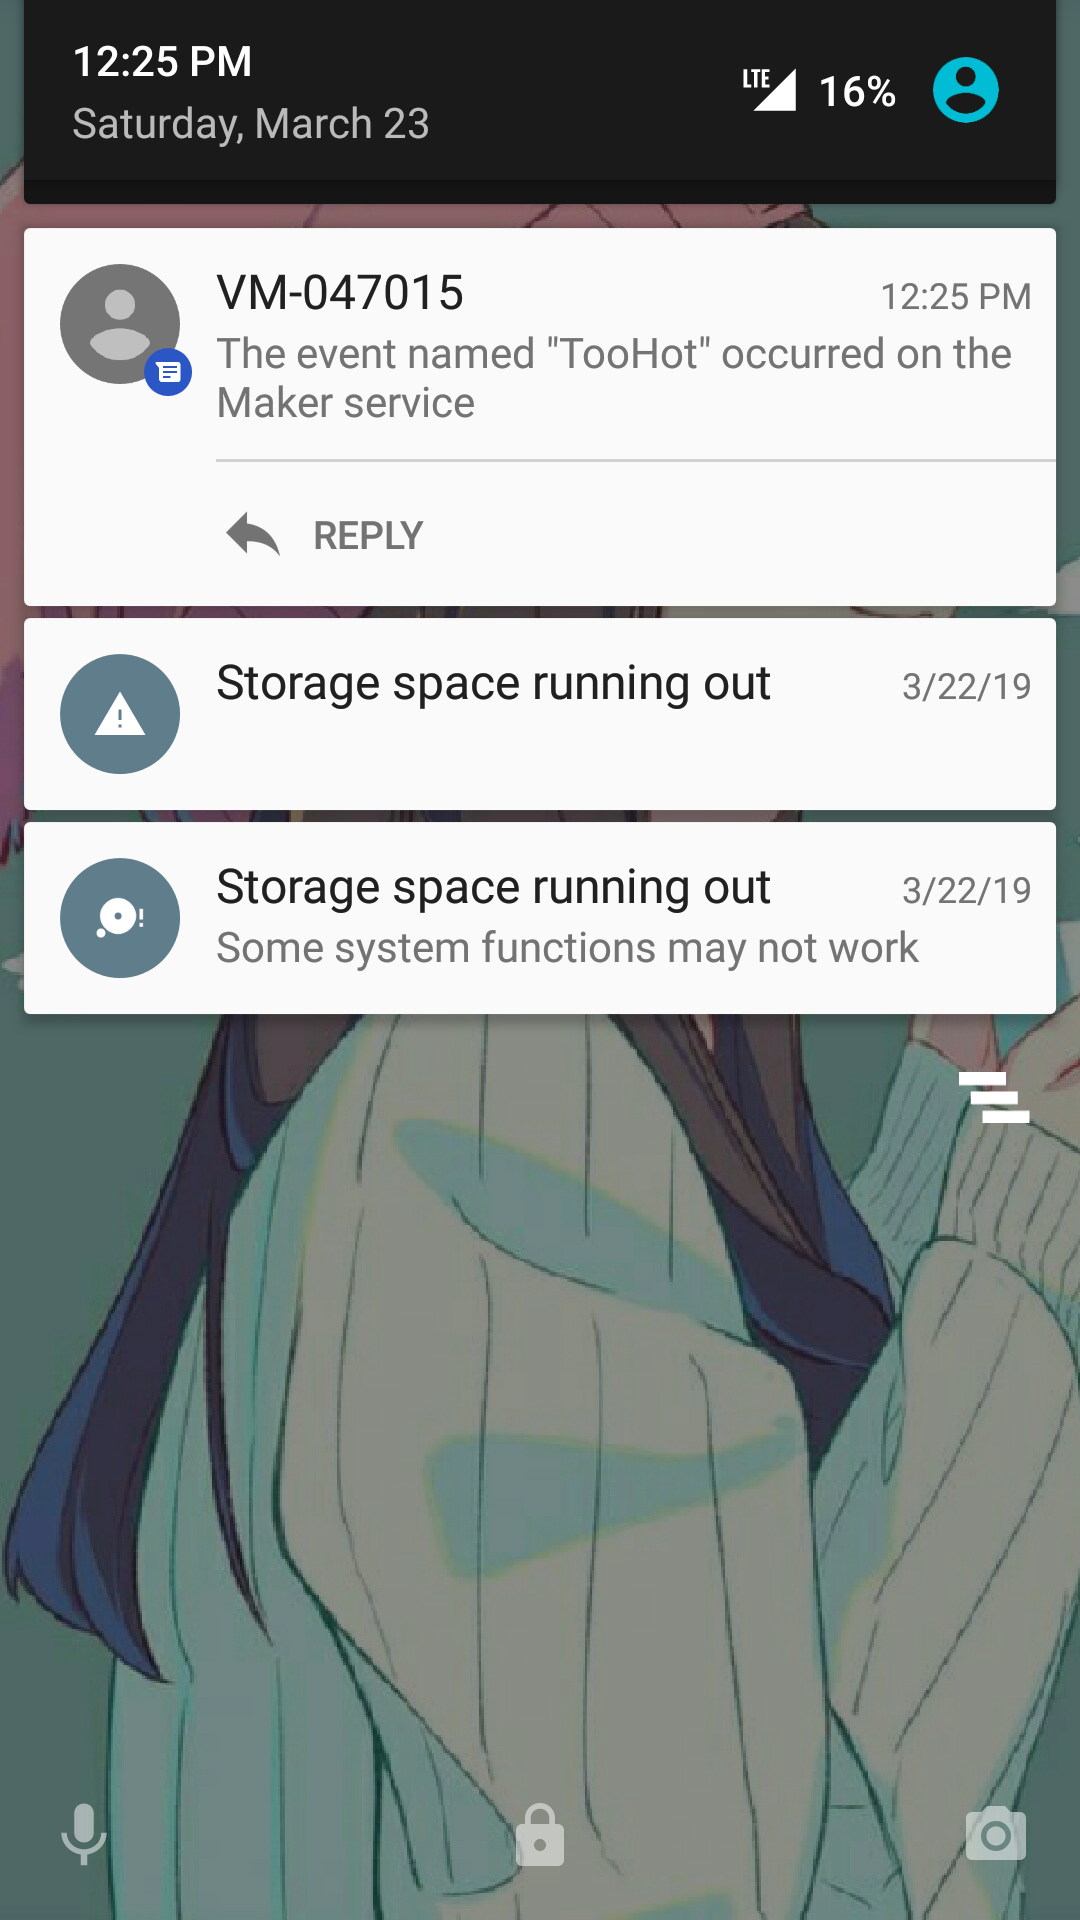 12:25 PM
LTE
16%
Saturday, March 23
VM-047015
12:25 PM
The event named "TooHot" occurred on the
Maker service
REPLY
Storage space running out
3/22/19
Storage space running out
3/22/19
Some system functions may not work